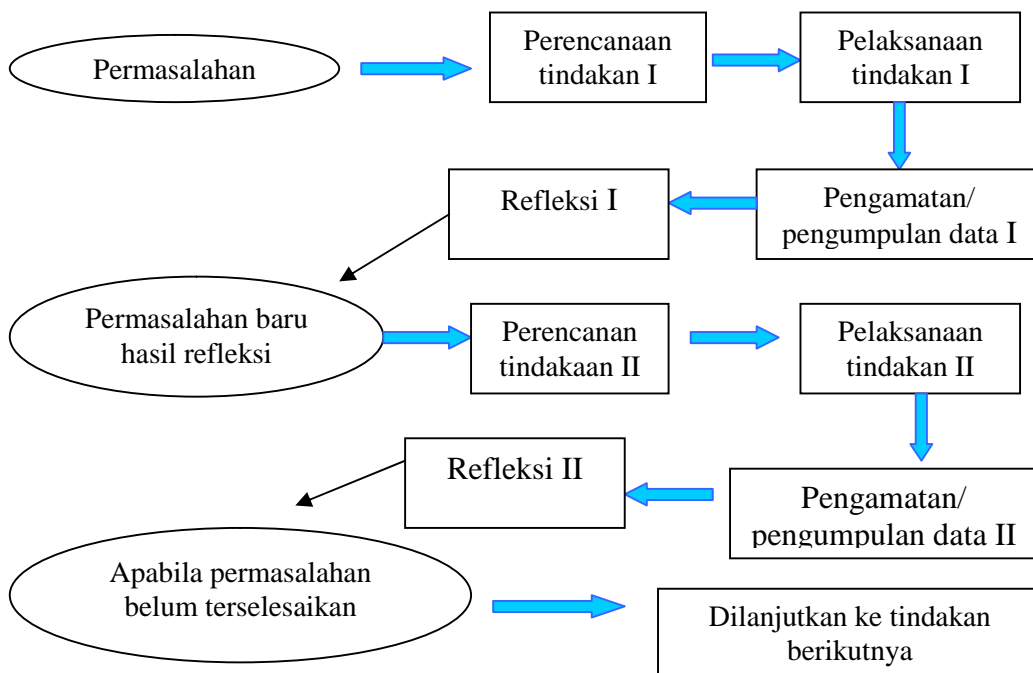 Permasalahan
Perencanaan
tindakan I
Pelaksanaan
tindakan I
Pengamatan/
pengumpulan data I
Refleksi I
Permasalahan baru
hasil refleksi
Perencanan
tindakaan II
Pelaksanaan
tindakan II
Pengamatan/
pengumpulan data II
Refleksi II
Apabila permasalahan
belum terselesaikan
Dilanjutkan ke tindakan
berikutnya